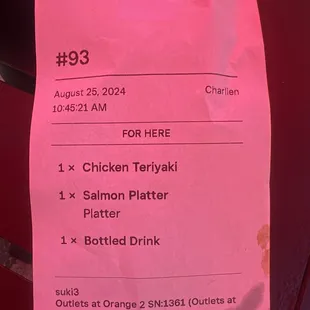 #93
August 25, 2024 Charlien
10:45:21 AM
FOR HERE
1 × Chicken Teriyaki
1 × Salmon Platter
Platter
1 × Bottled Drink
suki3
Outlets at Orange 2 SN:1361 (Outlets at